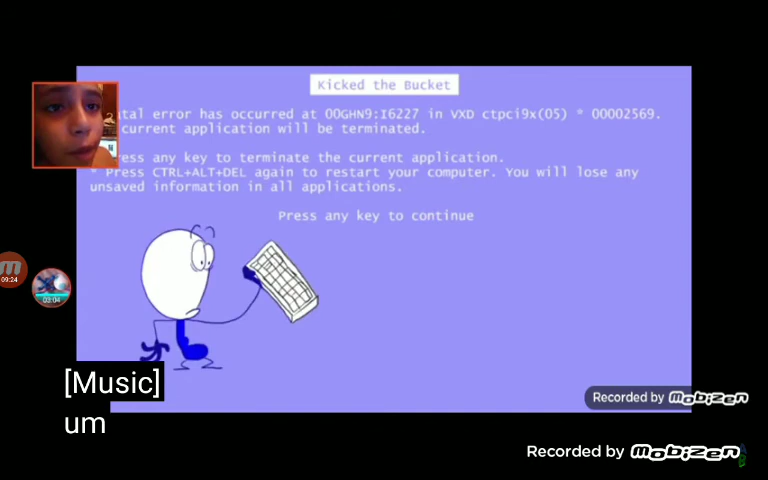 Kicked the Bucket
atal error has occurred at OOGHN9:I6227 in VXD ctpci9x(05) * 00002569.
current application will be terminated.
ress any key to terminate the current application.
* Press CTRL+ALT+DEL again to restart your computer. You will lose any
unsaved information in all applications.
Press any key to continue
09:24
03:04
[Music]
um
Recorded by Mobizen
Recorded by Mobizen